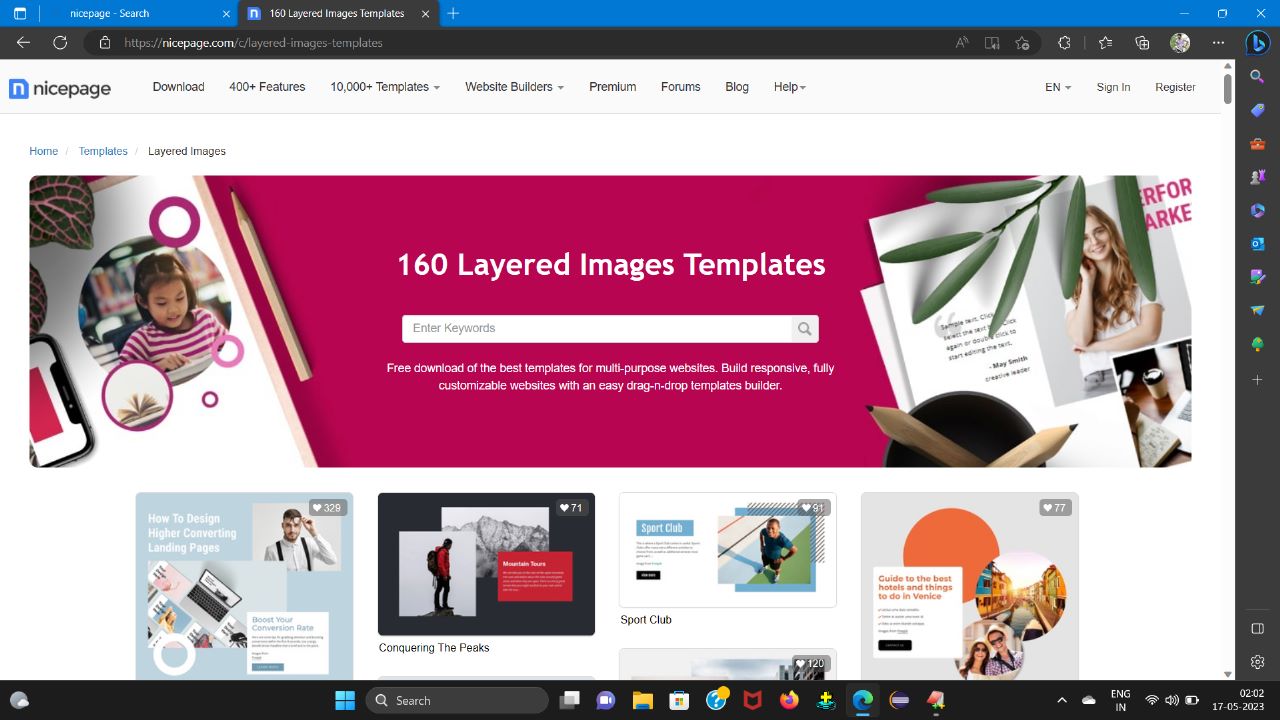 nicepage - Search
160 Layered Images Templates
https://nicepage.com/c/layered-images-templates
nicepage
Download
400+ Features
10,000+ Templates
Website Builders
Premium
Forums
Blog
Help
EN
Sign In
Register
Home / Templates / Layered Images
160 Layered Images Templates
Enter Keywords
Free download of the best templates for multi-purpose websites. Build responsive, fully
customizable websites with an easy drag-n-drop templates builder.
ERFOR
ARKE
Sample text. Click
select the text b
again or double click to
start editing the text.
- May Smith
creative leader
329
How To Design
Higher Converting
Landing Pages
Boost Your
Conversion Rate
71
Mountain Tours
Conquering The Peaks
91
Sport Club
Sport Club
120
77
Guide to the best
hotels and things
to do in Venice
Search
ENG
IN
02:02
17-05-2023